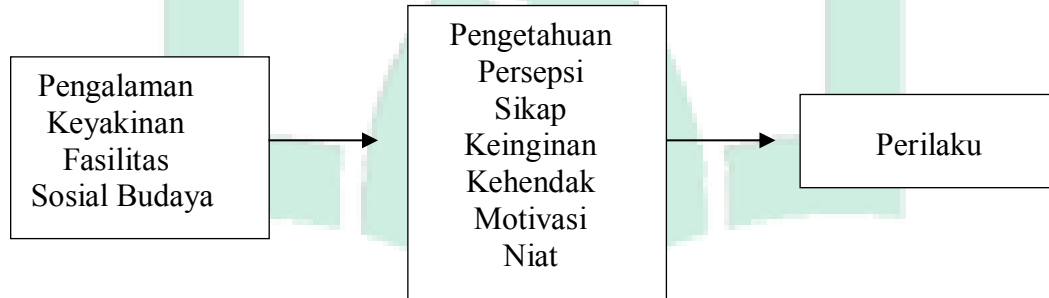 Pengalaman
Keyakinan
Fasilitas
Sosial Budaya
Pengetahuan
Persepsi
Sikap
Keinginan
Kehendak
Motivasi
Niat
Perilaku